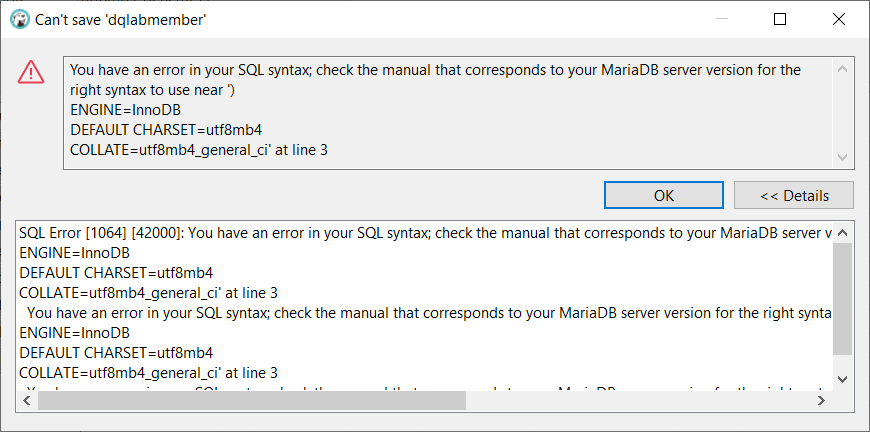 Can't save 'dqlabmember'
You have an error in your SQL syntax; check the manual that corresponds to your MariaDB server version for the
right syntax to use near ')
ENGINE=InnoDB
DEFAULT CHARSET=utf8mb4
COLLATE=utf8mb4_general_ci' at line 3
OK
<< Details
SQL Error [1064] [42000]: You have an error in your SQL syntax; check the manual that corresponds to your MariaDB server v
ENGINE=InnoDB
DEFAULT CHARSET=utf8mb4
COLLATE=utf8mb4_general_ci' at line 3
You have an error in your SQL syntax; check the manual that corresponds to your MariaDB server version for the right synta
ENGINE=InnoDB
DEFAULT CHARSET=utf8mb4
COLLATE=utf8mb4_general_ci' at line 3